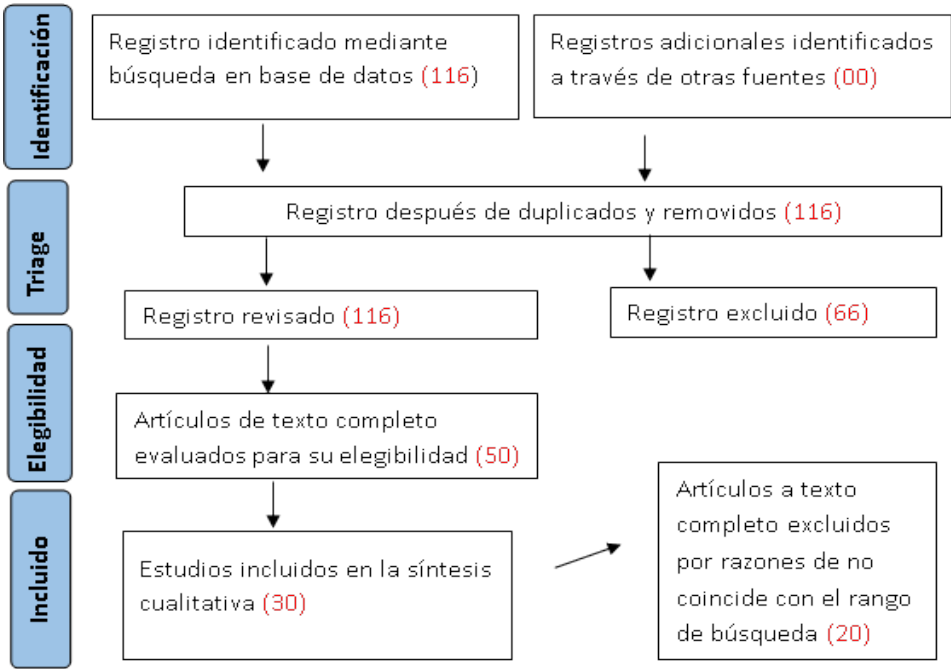 Identificación
Registro identificado mediante
búsqueda en base de datos (116)
Registros adicionales identificados
a través de otras fuentes (00)
Triage
Registro después de duplicados y removidos (116)
Registro revisado (116)
Registro excluido (66)
Elegibilidad
Artículos de texto completo
evaluados para su elegibilidad (50)
Incluido
Estudios incluidos en la síntesis
cualitativa (30)
Artículos a texto
completo excluidos
por razones de no
coincide con el rango
de búsqueda (20)